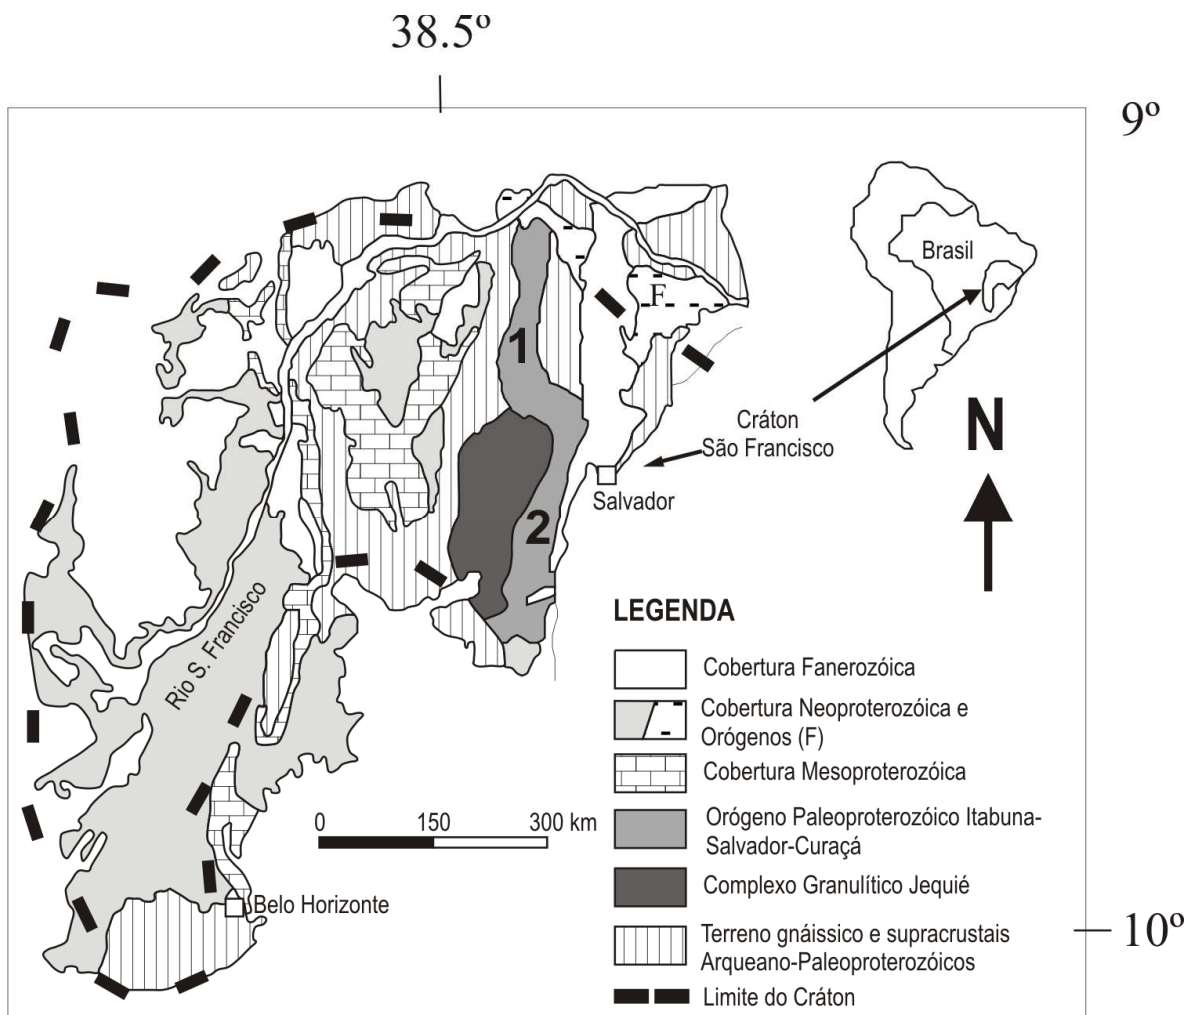 38.5º
9º
Brasil
F
1
Cráton
São Francisco
N
Salvador
2
Rio S. Francisco
LEGENDA
Cobertura Fanerozóica
Cobertura Neoproterozóica e
Orógenos (F)
Cobertura Mesoproterozóica
0 150 300 km
Orógeno Paleoproterozóico Itabuna-
Salvador-Curaçá
Complexo Granulítico Jequié
Belo Horizonte
Terreno gnáissico e supracrustais
Arqueano-Paleoproterozóicos
10º
Limite do Cráton